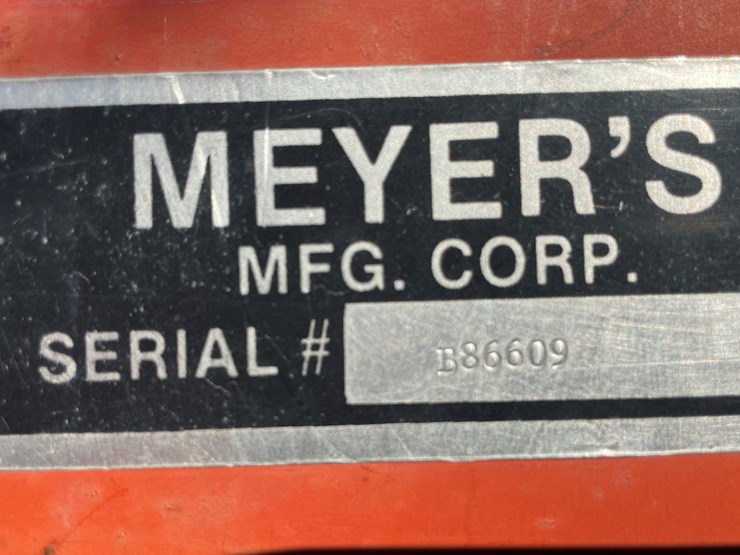 MEYER'S
MFG. CORP.
SERIAL # B86609